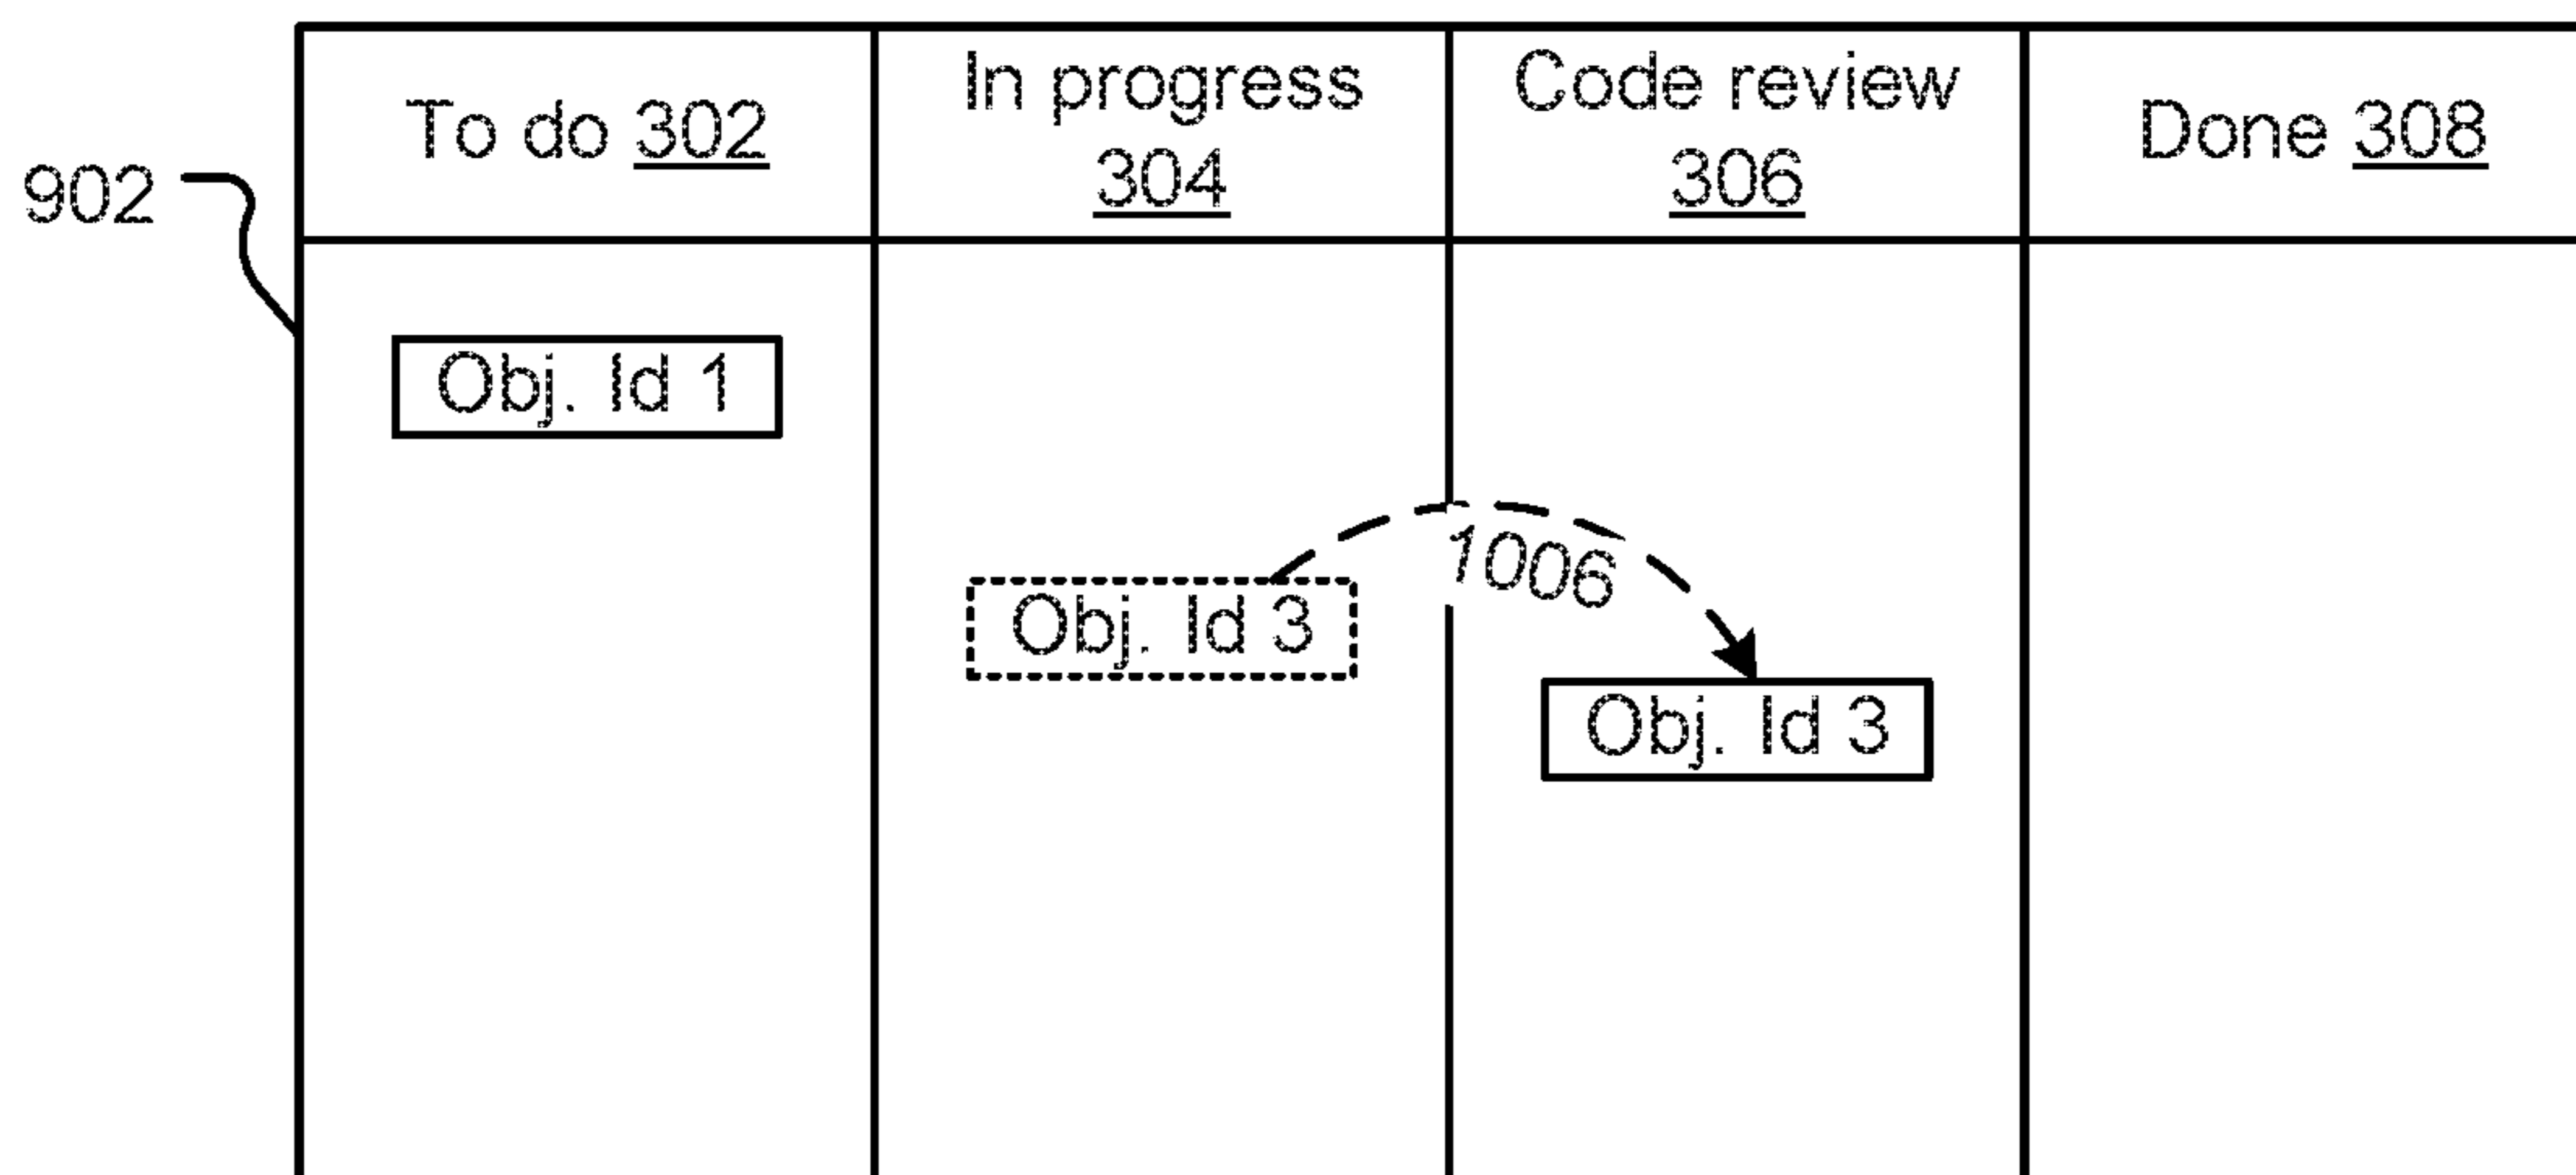 To do 302
In progress
304
Code review
306
Done 308
902
Obj. Id 1
1006
Obj. Id 3
Obj. Id 3